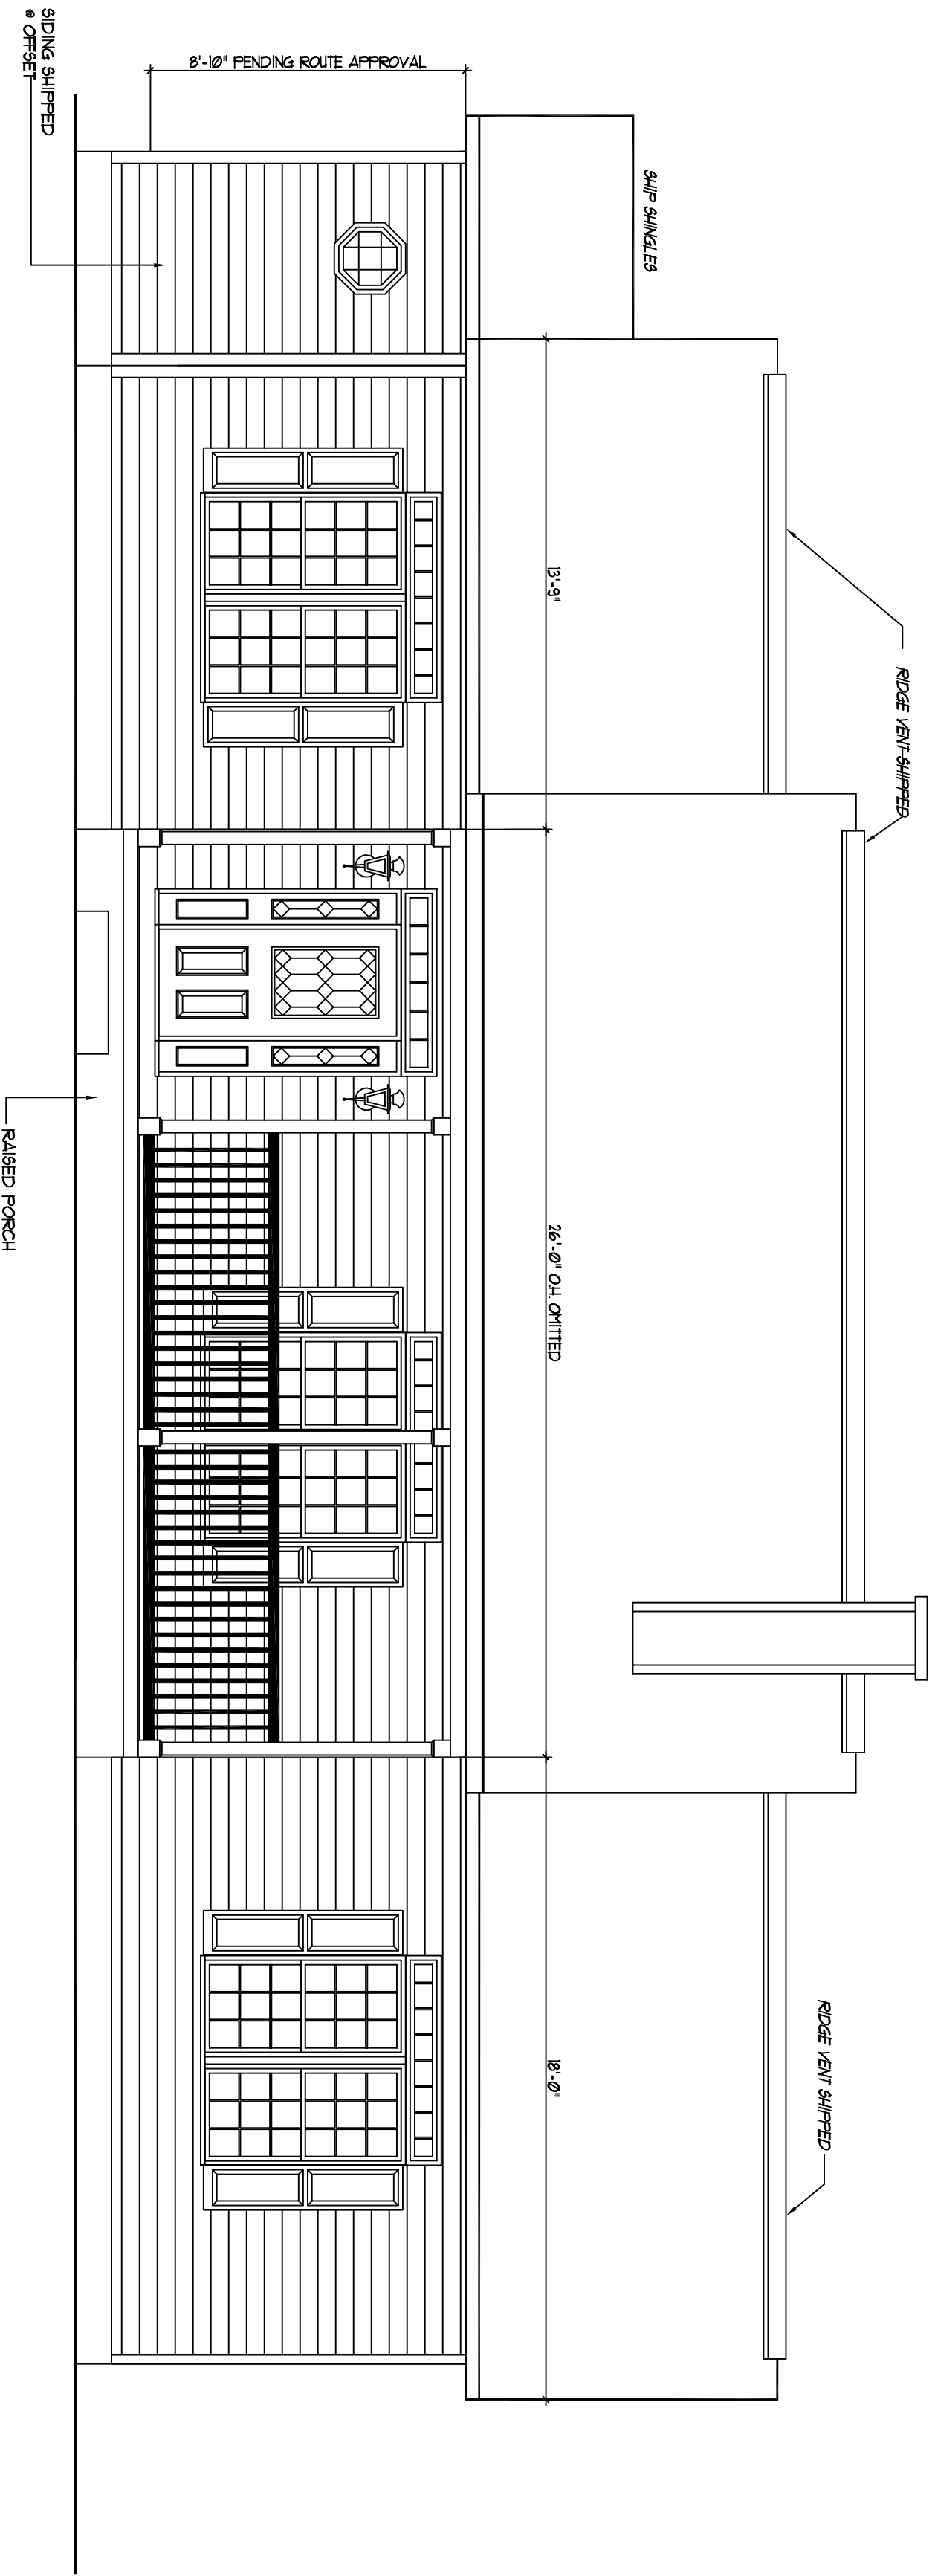 RIDGE VENT SHIPPED
RIDGE VENT SHIPPED
SHIP SHINGLES
13'-9"
26'-0" O.H. OMITTED
18'-0"
8'-10" PENDING ROUTE APPROVAL
SIDING SHIPPED
@ OFFSET
RAISED PORCH